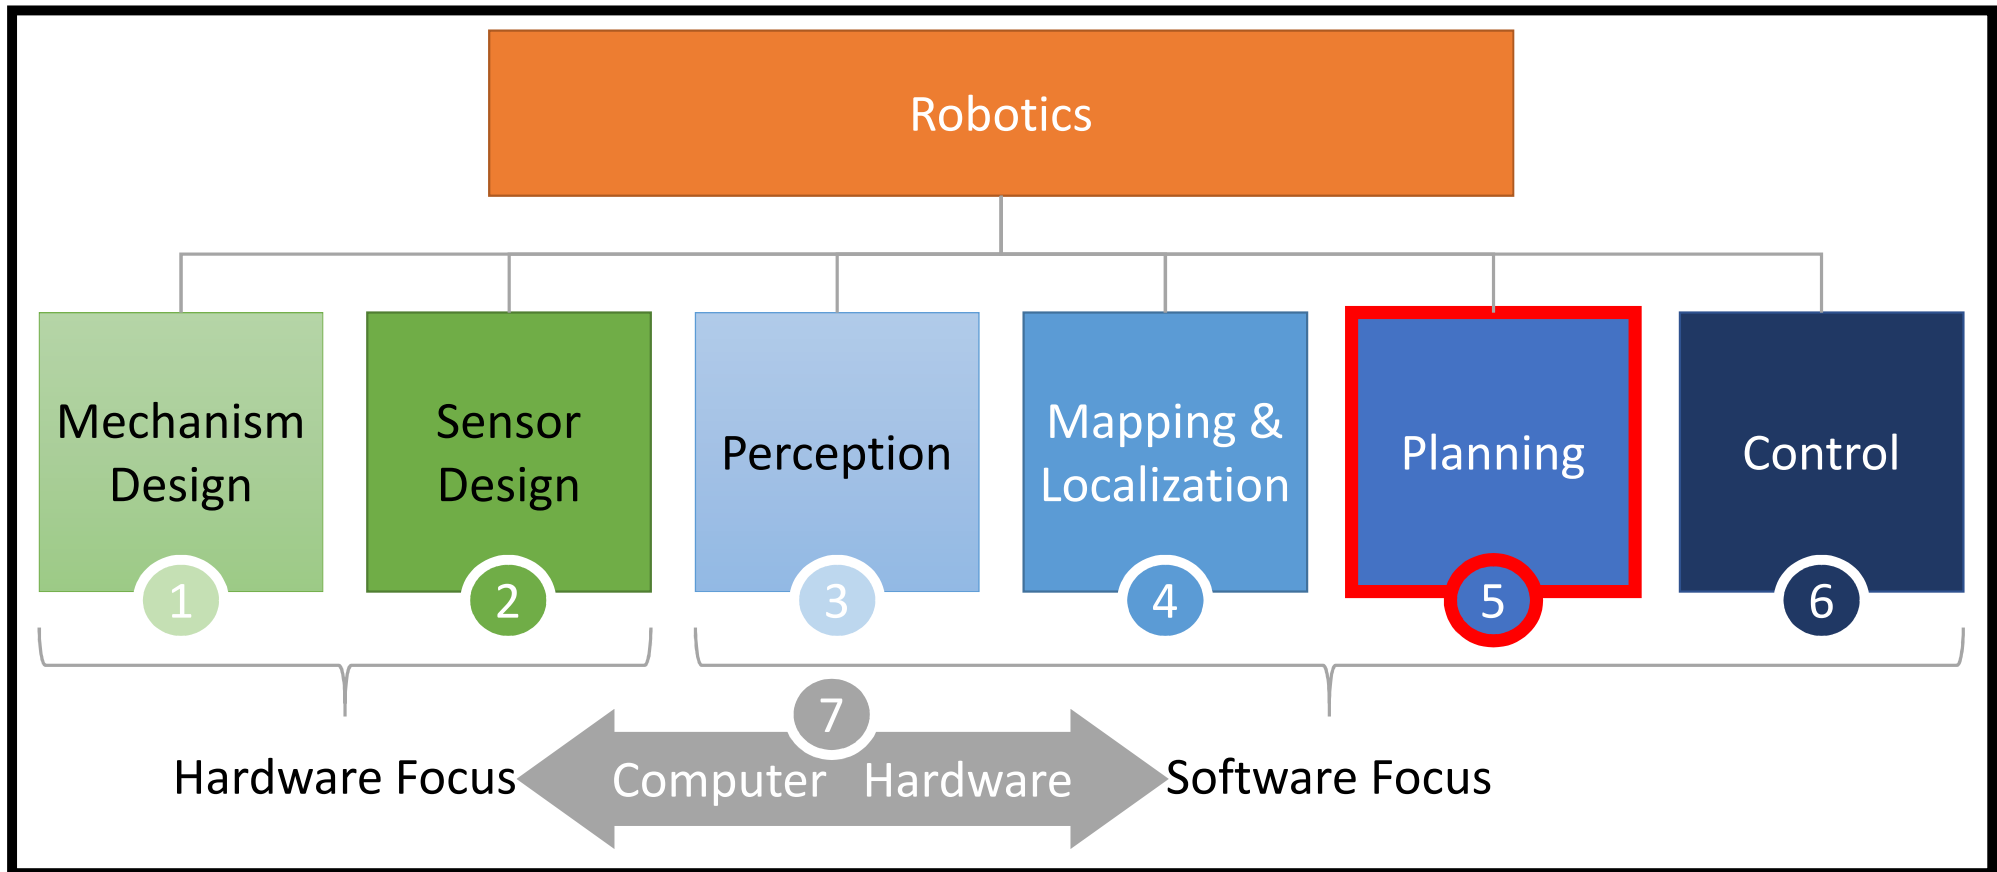 Robotics
Mechanism
Design
1
Sensor
Design
2
Perception
3
Mapping &
Localization
4
Planning
5
Control
6
Hardware Focus
7
Computer Hardware
Software Focus